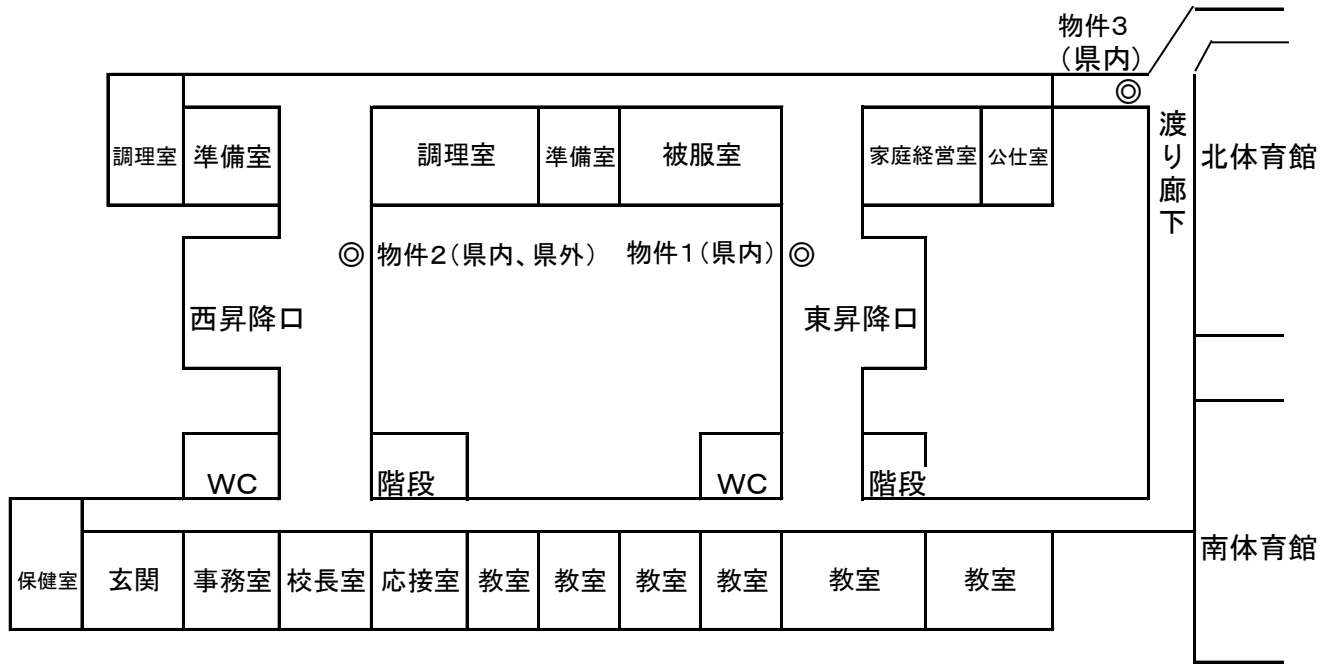 物件3
(県内)
調理室
準備室
調理室
準備室
被服室
家庭経営室
公仕室
渡り廊下
北体育館
◎ 物件2(県内、県外)
物件1(県内) ◎
西昇降口
東昇降口
WC
階段
WC
階段
保健室
玄関
事務室
校長室
応接室
教室
教室
教室
教室
教室
教室
南体育館